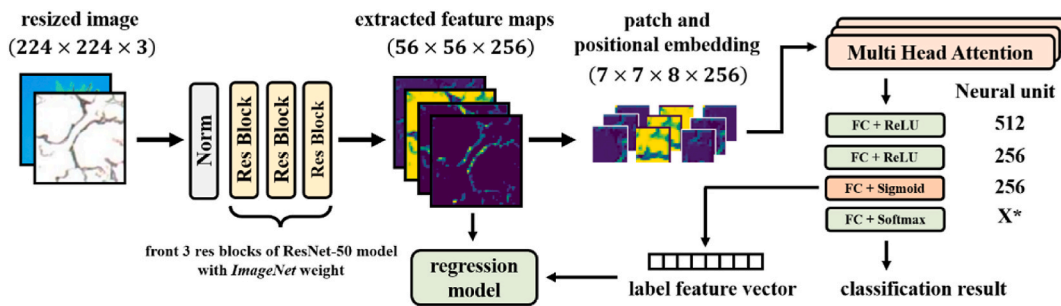 resized image
(224 × 224 × 3)
extracted feature maps
(56 × 56 × 256)
patch and
positional embedding
(7 × 7 × 8 × 256)
Multi Head Attention
Neural unit
Norm
Res Block
Res Block
Res Block
FC + ReLU
512
FC + ReLU
256
FC + Sigmoid
256
FC + Softmax
X*
front 3 res blocks of ResNet-50 model
with ImageNet weight
regression
model
label feature vector
classification result